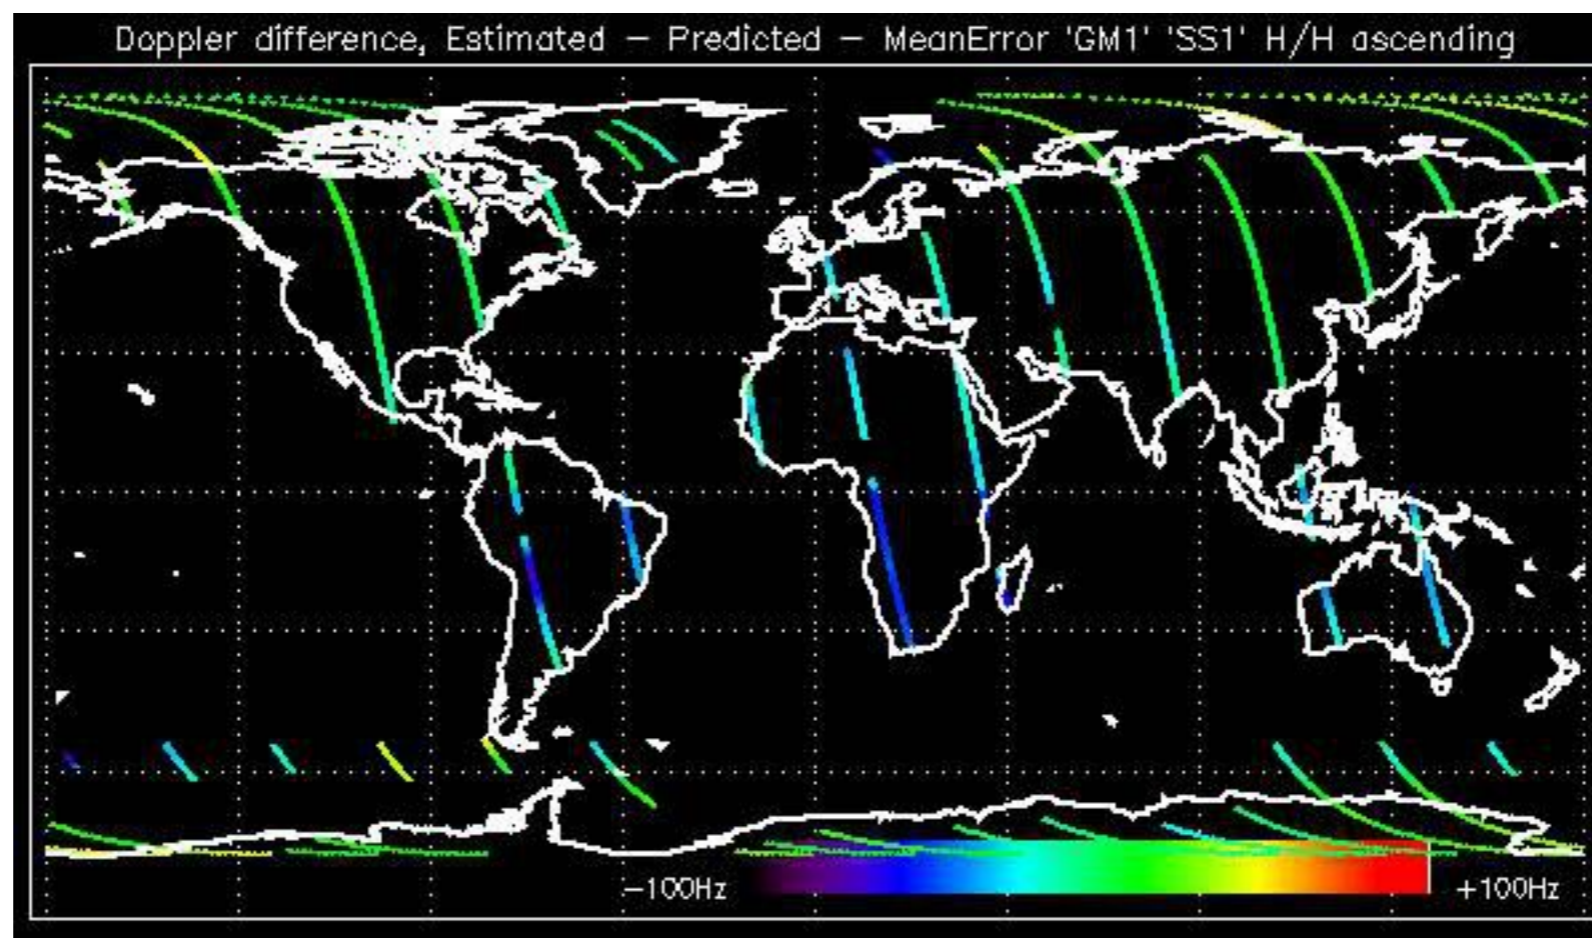 Doppler difference, Estimated – Predicted – MeanError 'GM1' 'SS1' H/H ascending
–100Hz
+100Hz